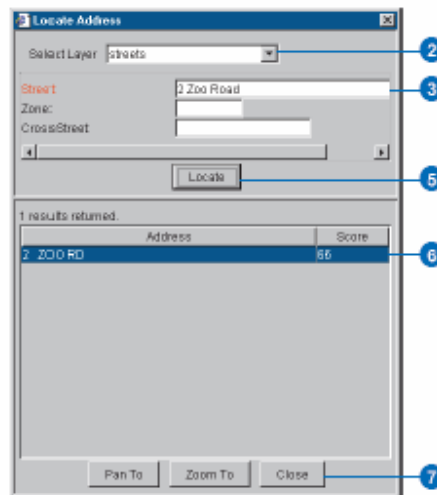 Locate Address
Select Layer streets
2
Street: 2 Zoo Road
3
Zone:
CrossStreet:
Locate
5
1 results returned.
Address Score
2 ZOO RD 66
6
Pan To Zoom To Close
7